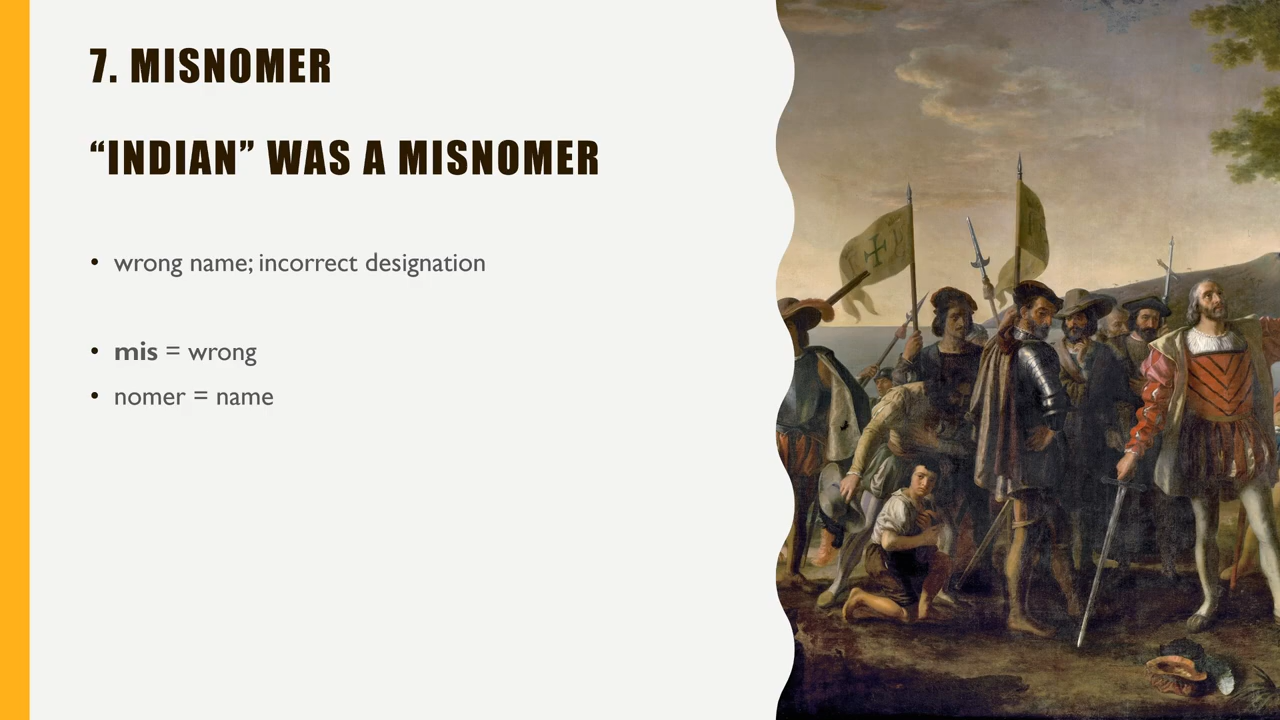 7. MISNOMER
“INDIAN” WAS A MISNOMER
• wrong name; incorrect designation
• mis = wrong
• nomer = name